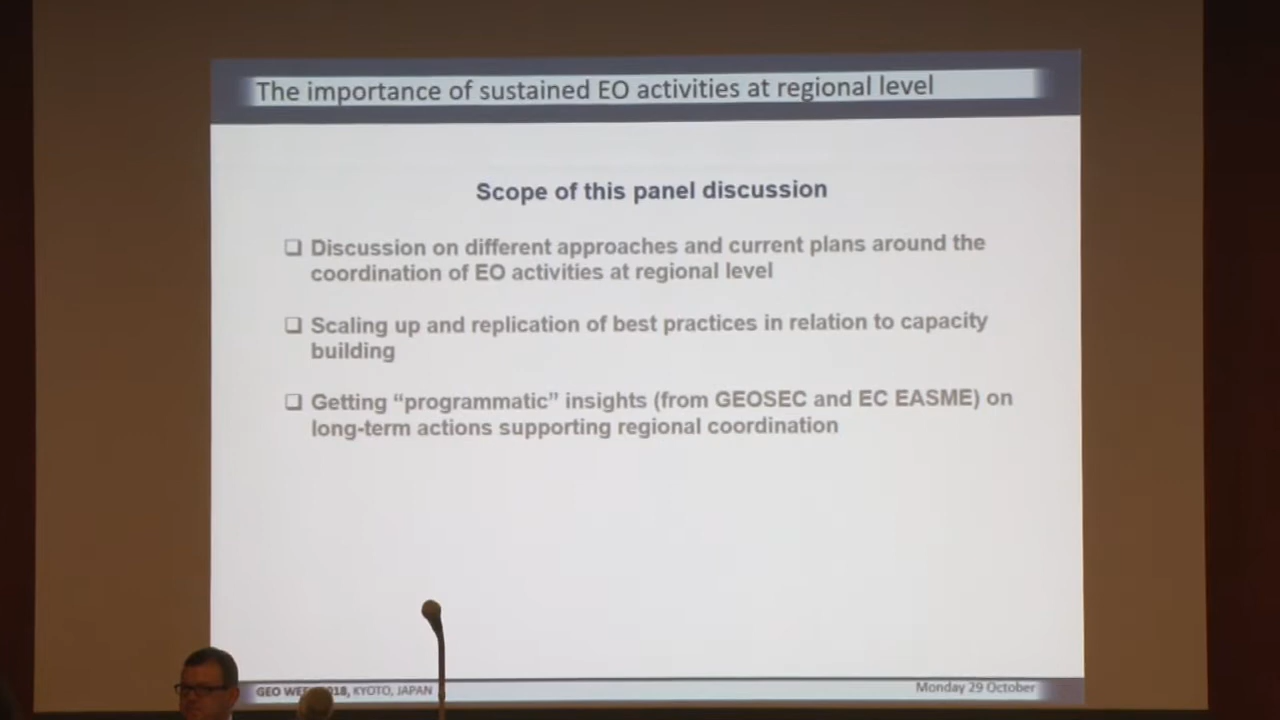 The importance of sustained EO activities at regional level
Scope of this panel discussion
❑ Discussion on different approaches and current plans around the
coordination of EO activities at regional level
❑ Scaling up and replication of best practices in relation to capacity
building
❑ Getting “programmatic” insights (from GEOSEC and EC EASME) on
long-term actions supporting regional coordination
GEO 18, KYOTO, JAPAN
Monday 29 October